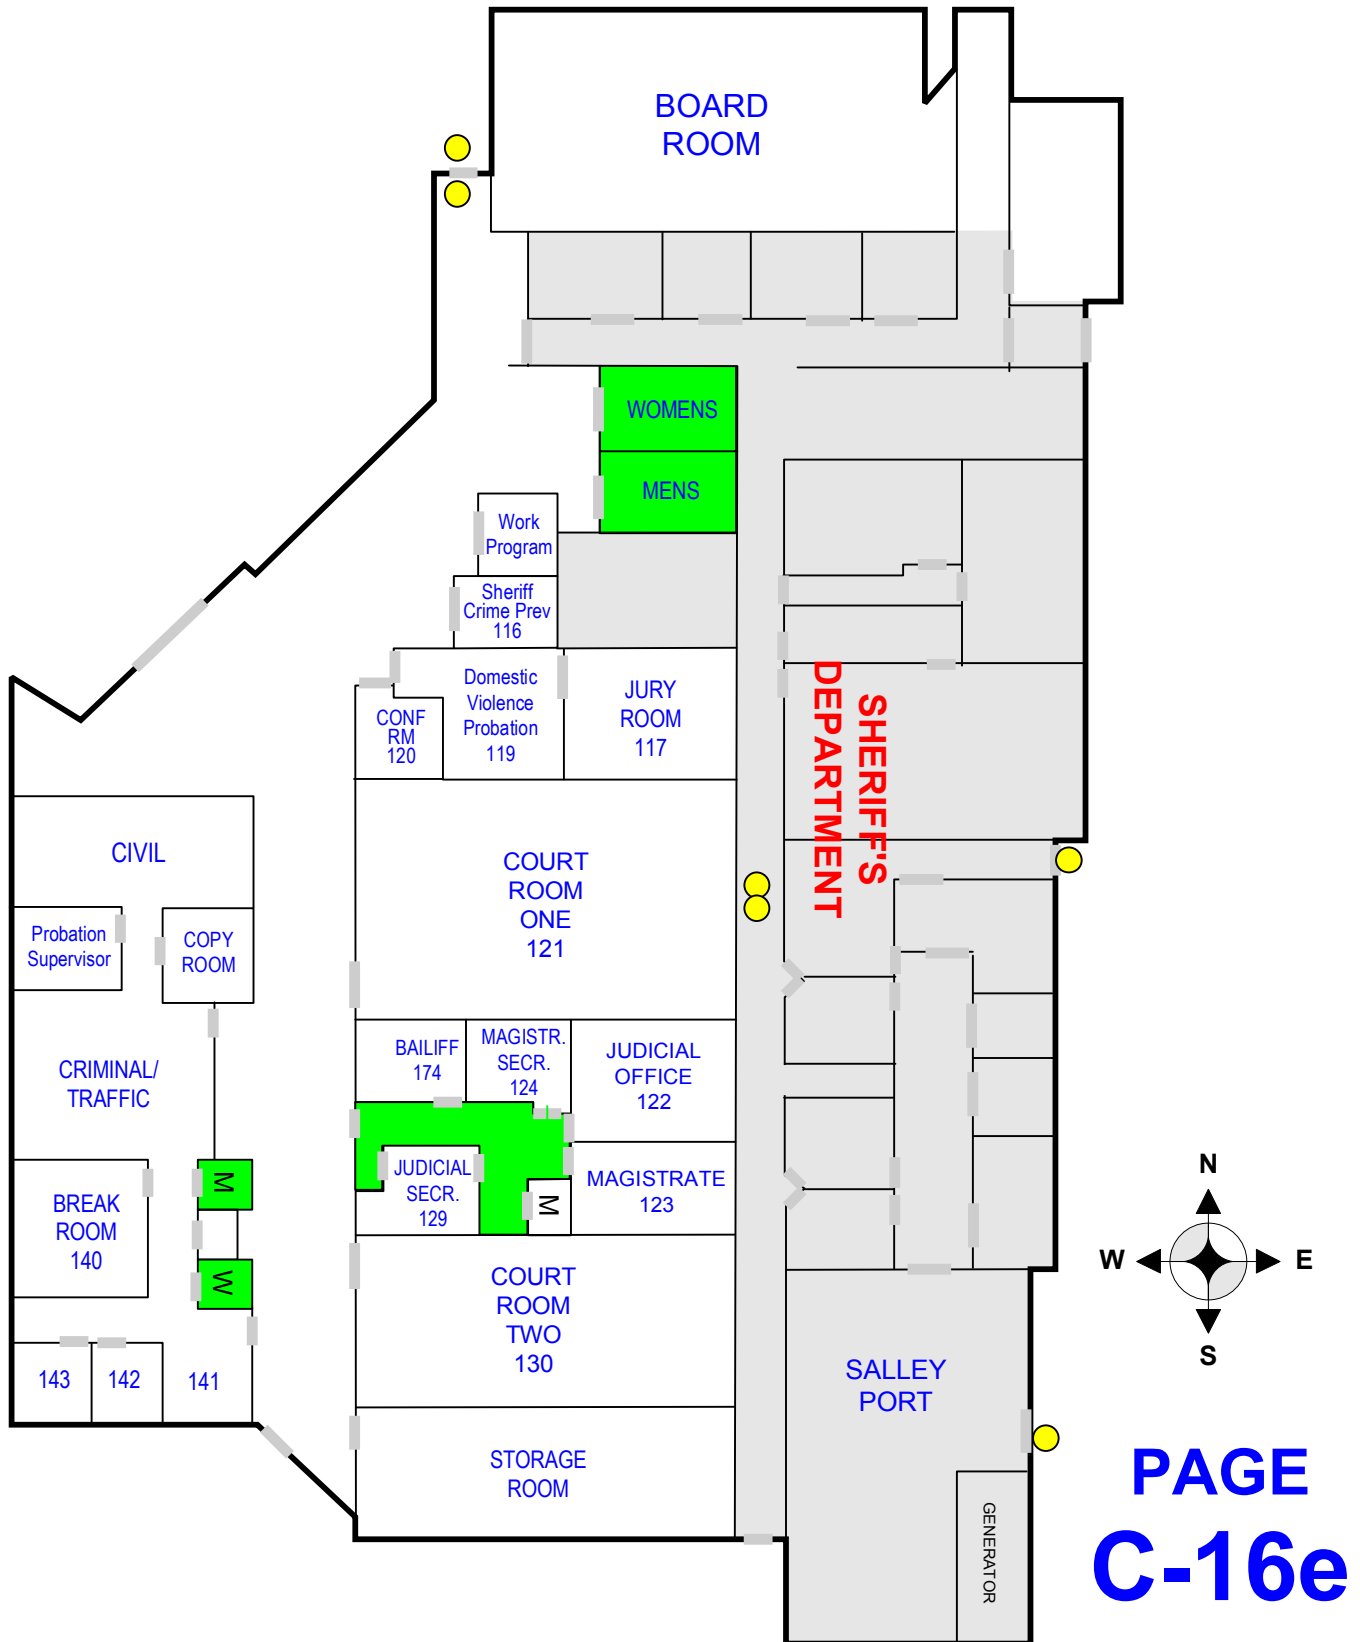 BOARD
ROOM
WOMENS
MENS
Work
Program
Sheriff
Crime Prev
116
Domestic
Violence
Probation
119
JURY
ROOM
117
CONF
RM
120
SHERIFF'S
DEPARTMENT
CIVIL
COURT
ROOM
ONE
121
Probation
Supervisor
COPY
ROOM
CRIMINAL/
TRAFFIC
BAILIFF
174
MAGISTR.
SECR.
124
JUDICIAL
OFFICE
122
JUDICIAL
SECR.
129
M
MAGISTRATE
123
M
BREAK
ROOM
140
W
COURT
ROOM
TWO
130
143
142
141
STORAGE
ROOM
SALLEY
PORT
GENERATOR
N
W
E
S
PAGE
C-16e